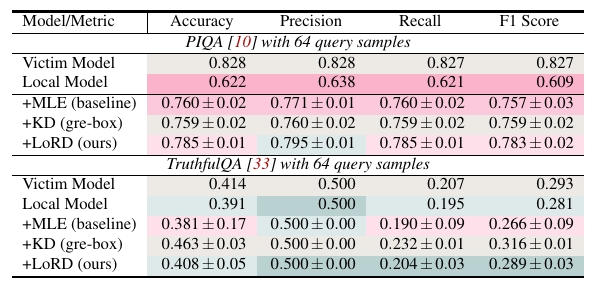 Model/Metric Accuracy Precision Recall F1 Score
PIQA [10] with 64 query samples
Victim Model 0.828 0.828 0.827 0.827
Local Model 0.622 0.638 0.621 0.609
+MLE (baseline) 0.760 ± 0.02 0.771 ± 0.01 0.760 ± 0.02 0.757 ± 0.03
+KD (gre-box) 0.759 ± 0.02 0.760 ± 0.02 0.759 ± 0.02 0.759 ± 0.02
+LoRD (ours) 0.785 ± 0.01 0.795 ± 0.01 0.785 ± 0.01 0.783 ± 0.02
TruthfulQA [33] with 64 query samples
Victim Model 0.414 0.500 0.207 0.293
Local Model 0.391 0.500 0.195 0.281
+MLE (baseline) 0.381 ± 0.17 0.500 ± 0.00 0.190 ± 0.09 0.266 ± 0.09
+KD (gre-box) 0.463 ± 0.03 0.500 ± 0.00 0.232 ± 0.01 0.316 ± 0.01
+LoRD (ours) 0.408 ± 0.05 0.500 ± 0.00 0.204 ± 0.03 0.289 ± 0.03